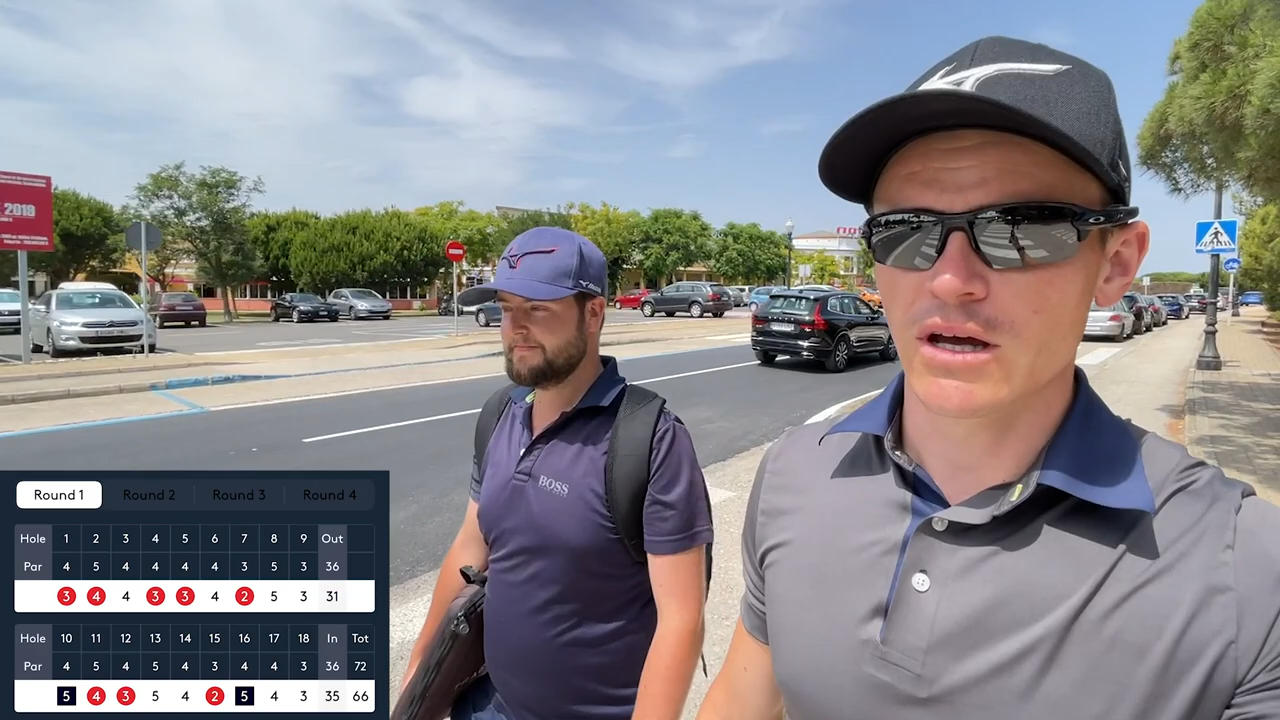 2019
BOSS
Round 1 Round 2 Round 3 Round 4
Hole 1 2 3 4 5 6 7 8 9 Out
Par 4 5 4 4 4 4 3 5 3 36
3 4 4 3 3 4 2 5 3 31
Hole 10 11 12 13 14 15 16 17 18 In Tot
Par 4 5 4 5 4 3 4 4 3 36 72
5 4 3 5 4 2 5 4 3 35 66